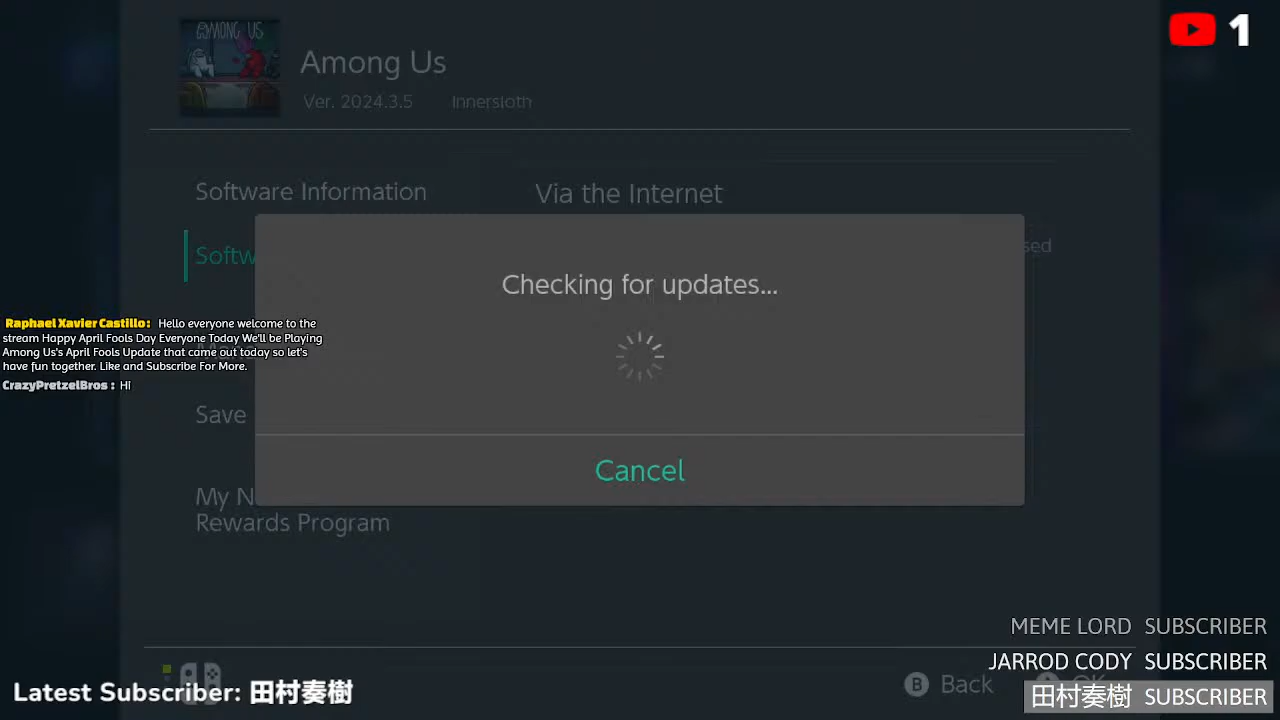 AMONG US
1
Among Us
Ver. 2024.3.5 Innersloth
Software Information
Via the Internet
Softw
sed
Checking for updates...
Raphael Xavier Castillo: Hello everyone welcome to the
stream Happy April Fools Day Everyone Today We'll be Playing
Among Us's April Fools Update that came out today so let's
have fun together. Like and Subscribe For More.
CrazyPretzelBros : Hi
Save
Cancel
My N
Rewards Program
MEME LORD SUBSCRIBER
JARROD CODY SUBSCRIBER
Latest Subscriber: 田村奏樹
B Back
田村奏樹 SUBSCRIBER